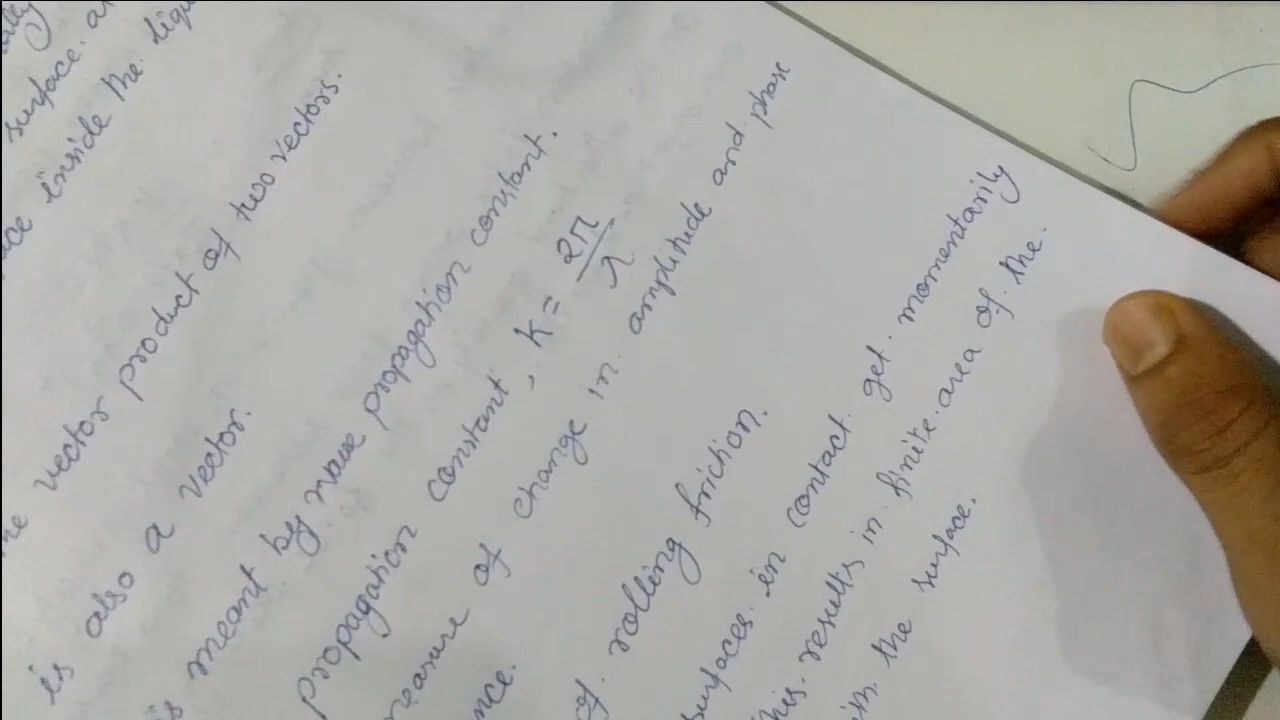 surface. a
ce inside the. liqu
vector product of two vectors.
is also a vector.
is meant by wave propagation constant.
propagation constant, K = 2π/λ
measure of change in amplitude and phase
nce.
of. rolling friction.
surfaces. in contact. get. momentarily
his. results in. finite. area of. the.
the surface.